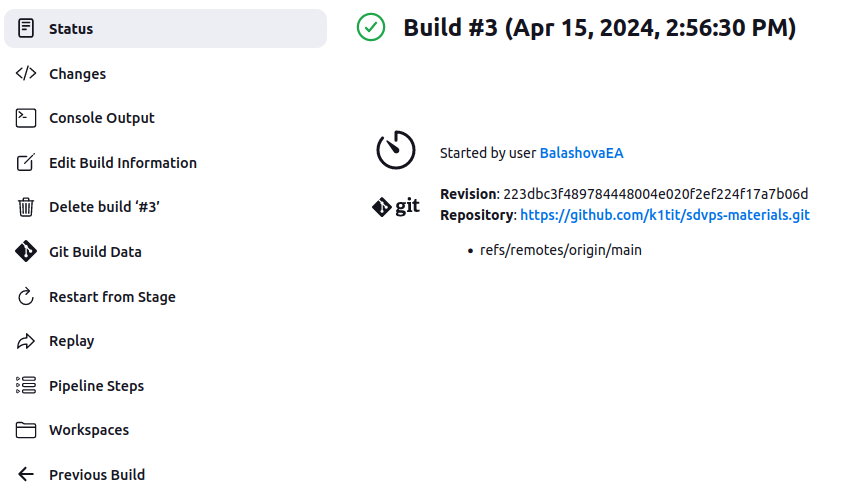 Status
Changes
Console Output
Edit Build Information
Delete build ‘#3’
Git Build Data
Restart from Stage
Replay
Pipeline Steps
Workspaces
Previous Build
Build #3 (Apr 15, 2024, 2:56:30 PM)
Started by user BalashovaEA
git
Revision: 223dbc3f489784448004e020f2ef224f17a7b06d
Repository: https://github.com/k1tit/sdvps-materials.git
• refs/remotes/origin/main